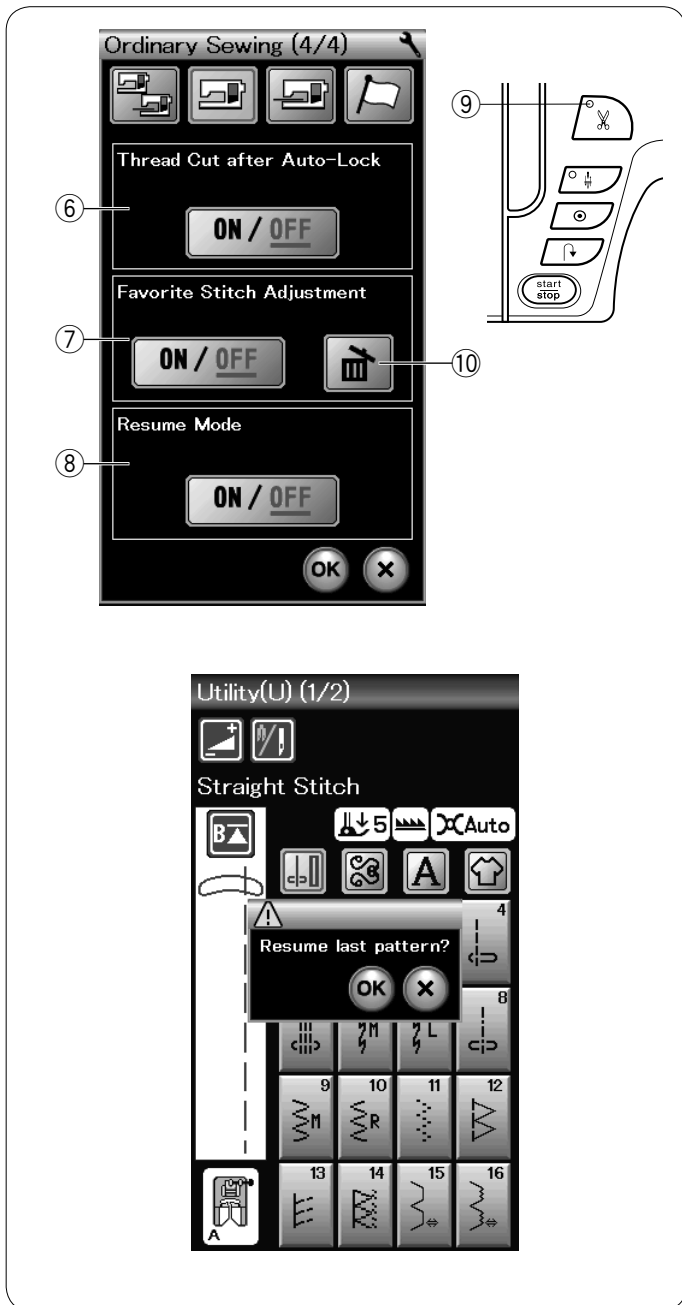 Ordinary Sewing (4/4)
Thread Cut after Auto-Lock
⑥
ON / OFF
Favorite Stitch Adjustment
⑦
ON / OFF
⑩
Resume Mode
⑧
ON / OFF
OK ×
⑨
start
stop
Utility(U) (1/2)
Straight Stitch
B 5 Auto
A
4
Resume last pattern?
OK ×
M L 8
9 M 10 R 11 12
13 14 15 16
A